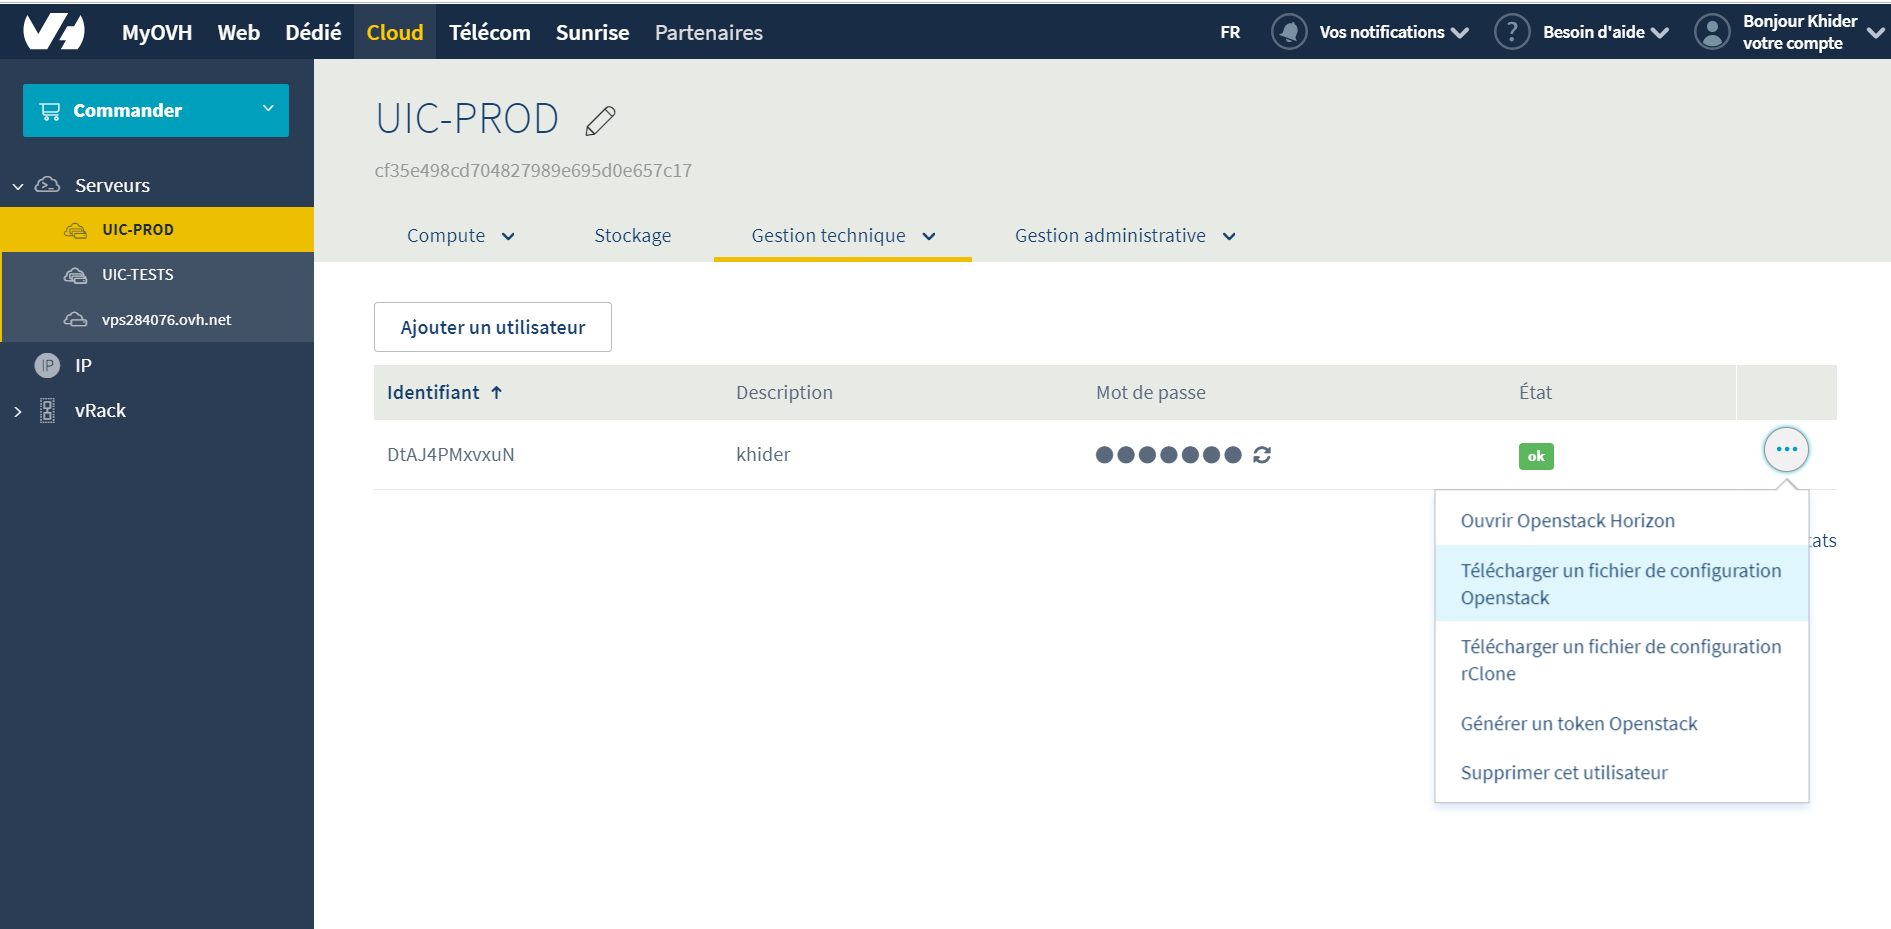 MyOVH Web Dédié Cloud Télécom Sunrise Partenaires FR Vos notifications ? Besoin d'aide Bonjour Khider
votre compte
Commander
Serveurs
UIC-PROD
UIC-TESTS
vps284076.ovh.net
IP IP
vRack
UIC-PROD
cf35e498cd704827989e695d0e657c17
Compute Stockage Gestion technique Gestion administrative
Ajouter un utilisateur
Identifiant ↑ Description Mot de passe État
DtAJ4PMxvxuN khider ●●●●●●● ok ...
Ouvrir Openstack Horizon
Télécharger un fichier de configuration
Openstack
Télécharger un fichier de configuration
rClone
Générer un token Openstack
Supprimer cet utilisateur